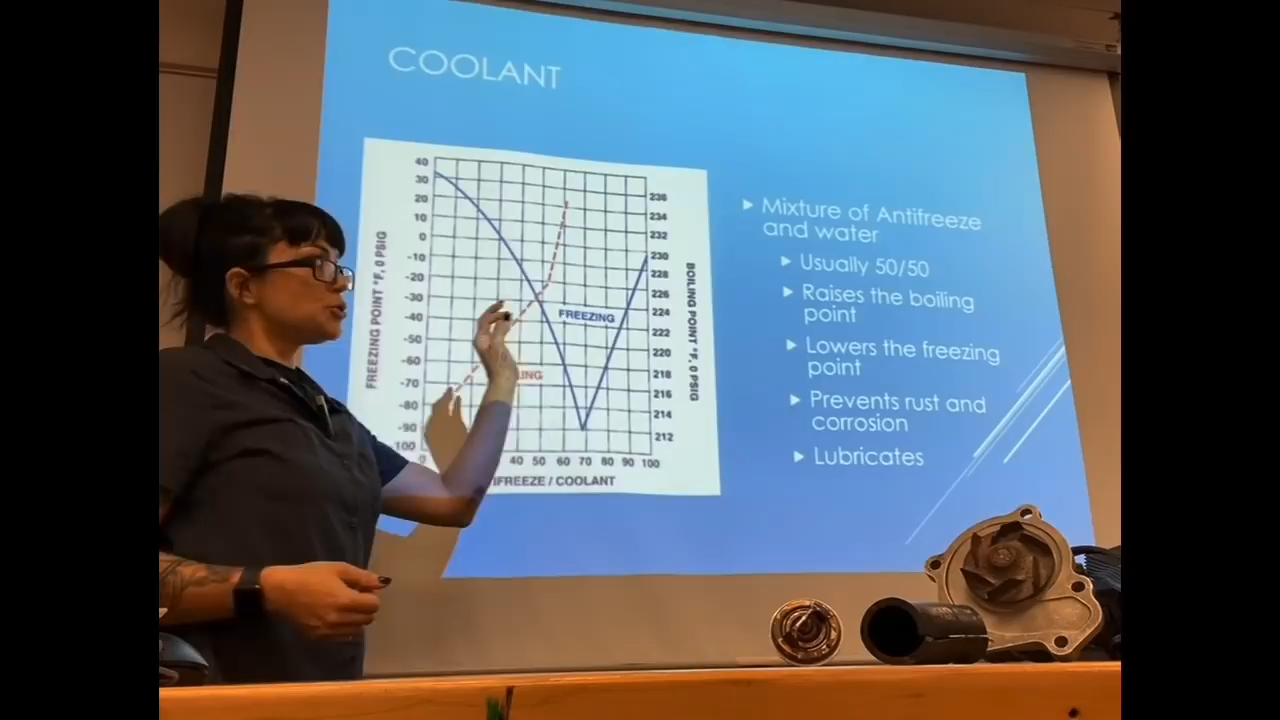 COOLANT
40
30
20
10
0
-10
-20
-30
-40
-50
-60
-70
-80
-90
100
FREEZING POINT °F, 0 PSIG
236
234
232
230
228
226
224
222
220
218
216
214
212
BOILING POINT °F, 0 PSIG
FREEZING
LING
0 40 50 60 70 80 90 100
IFREEZE / COOLANT
Mixture of Antifreeze
and water
Usually 50/50
Raises the boiling
point
Lowers the freezing
point
Prevents rust and
corrosion
Lubricates